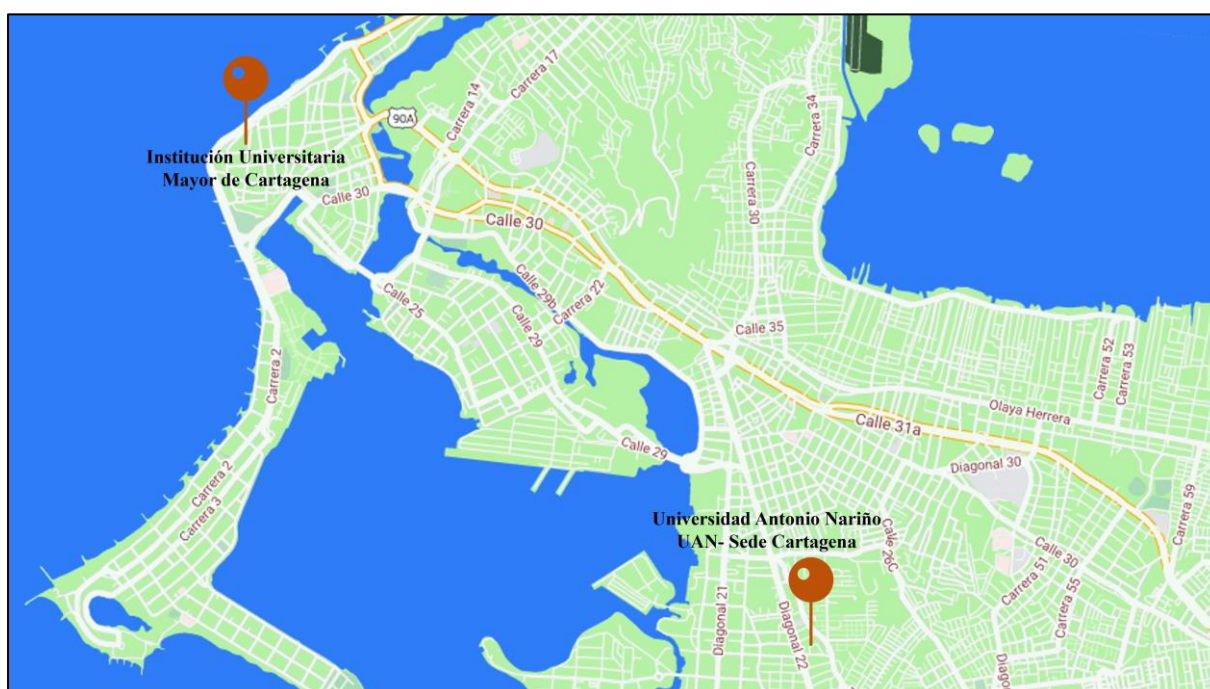 Carrera 17
Carrera 14
90A
Carrera 34
Institución Universitaria
Mayor de Cartagena
Carrera 30
Calle 30
Calle 30
Calle 29b
Carrera 22
Calle 25
Calle 29
Calle 35
Carrera 52
Carrera 53
Carrera 2
Olaya Herrera
Calle 31a
Calle 29
Diagonal 30
Carrera 2
Carrera 3
Carrera 59
Universidad Antonio Nariño
UAN- Sede Cartagena
Calle 26C
Calle 30
Carrera 51
Carrera 55
Diagonal 21
Diagonal 22